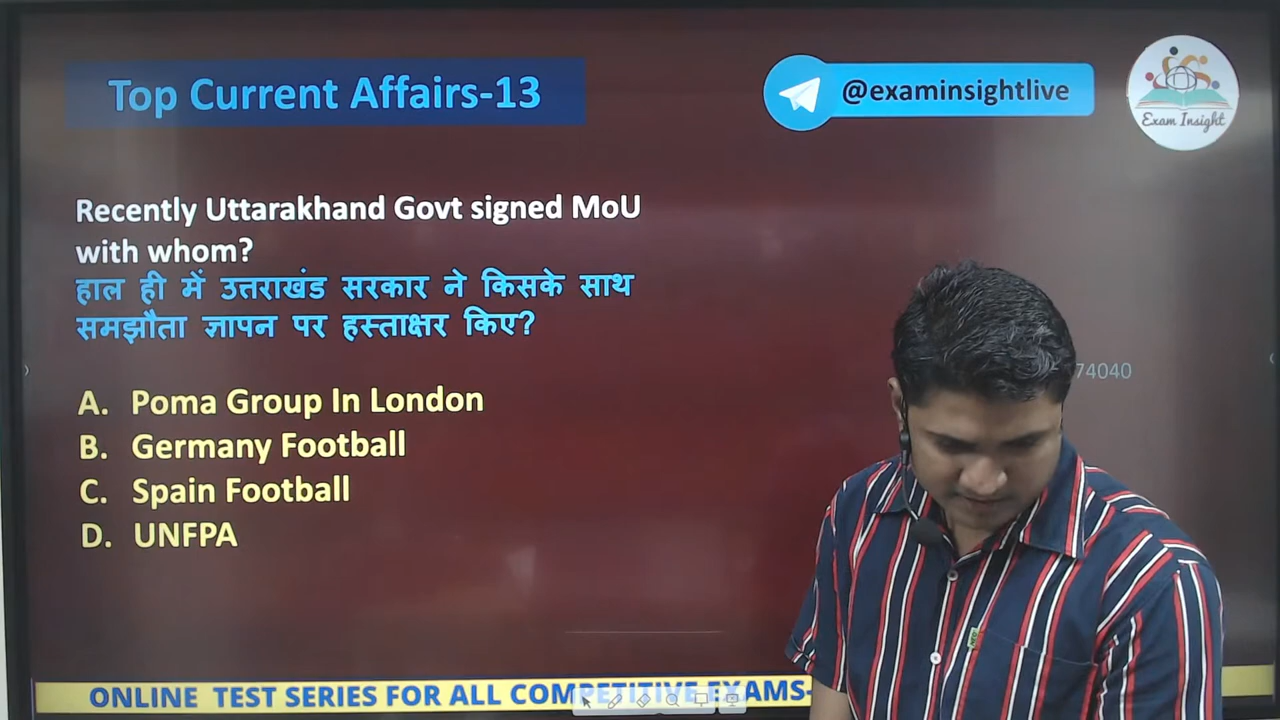 Top Current Affairs-13
@examinsightlive
Exam Insight
Recently Uttarakhand Govt signed MoU
with whom?
हाल ही में उत्तराखंड सरकार ने किसके साथ
समझौता ज्ञापन पर हस्ताक्षर किए?
74040
A. Poma Group In London
B. Germany Football
C. Spain Football
D. UNFPA
ONLINE TEST SERIES FOR ALL COMPETITIVE EXAMS-